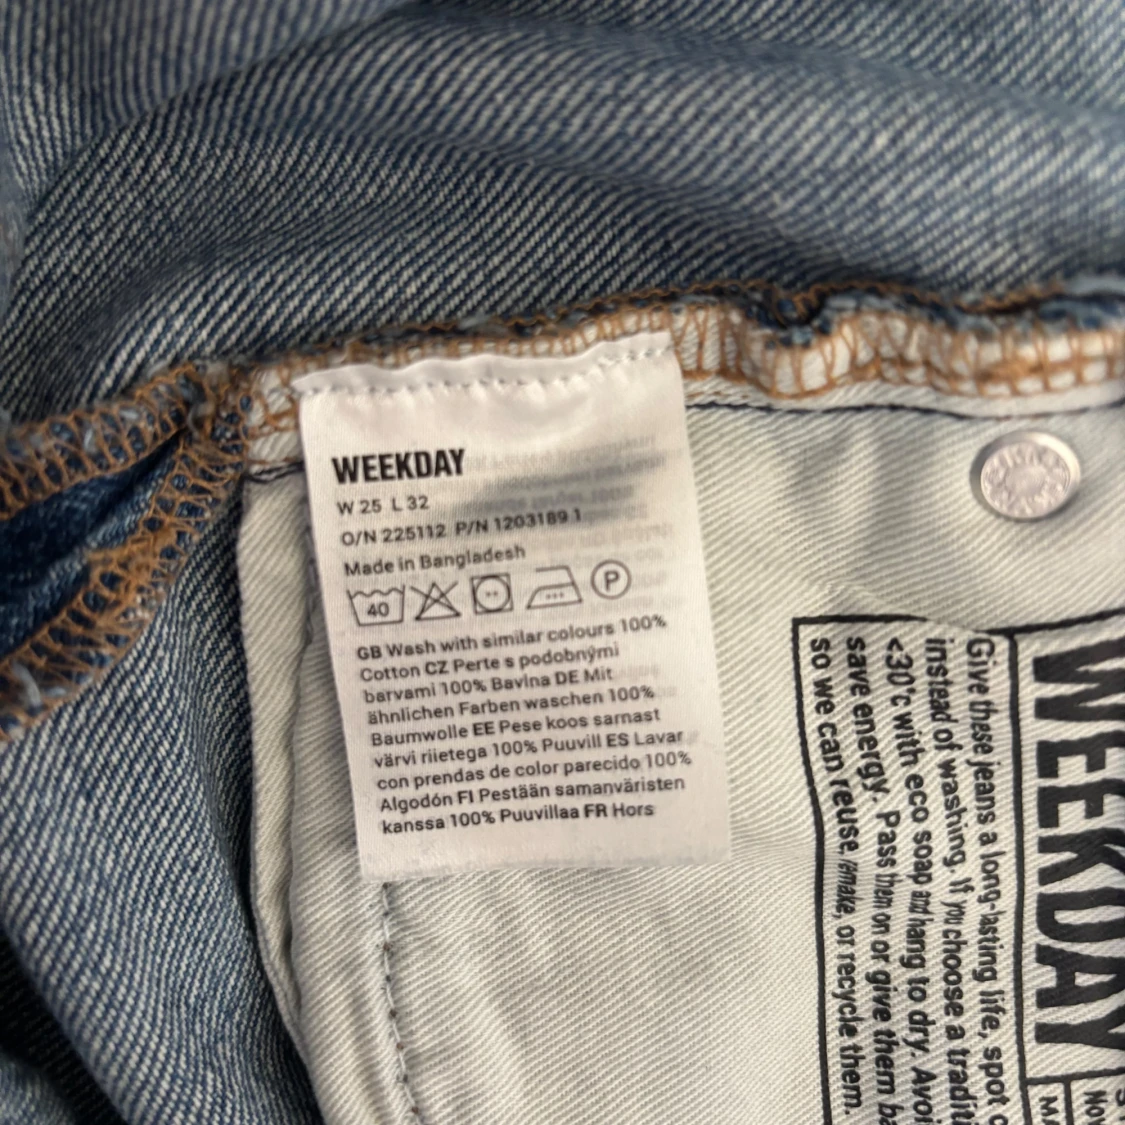 WEEKDAY
W 25 L 32
O/N 225112 P/N 1203189 1
Made in Bangladesh
40 P
GB Wash with similar colours 100%
Cotton CZ Perte s podobnými
barvami 100% Bavlna DE Mit
ähnlichen Farben waschen 100%
Baumwolle EE Pese koos sarnast
värvi riietega 100% Puuvill ES Lavar
con prendas de color parecido 100%
Algodón FI Pestään samanväristen
kanssa 100% Puuvillaa FR Hors
WEEKDAY
Give these jeans a long-lasting life, spot
instead of washing. If you choose a
<30°c with eco soap and hang to dry.
save energy. Pass them on or give them
so we can reuse, remake, or recycle them.